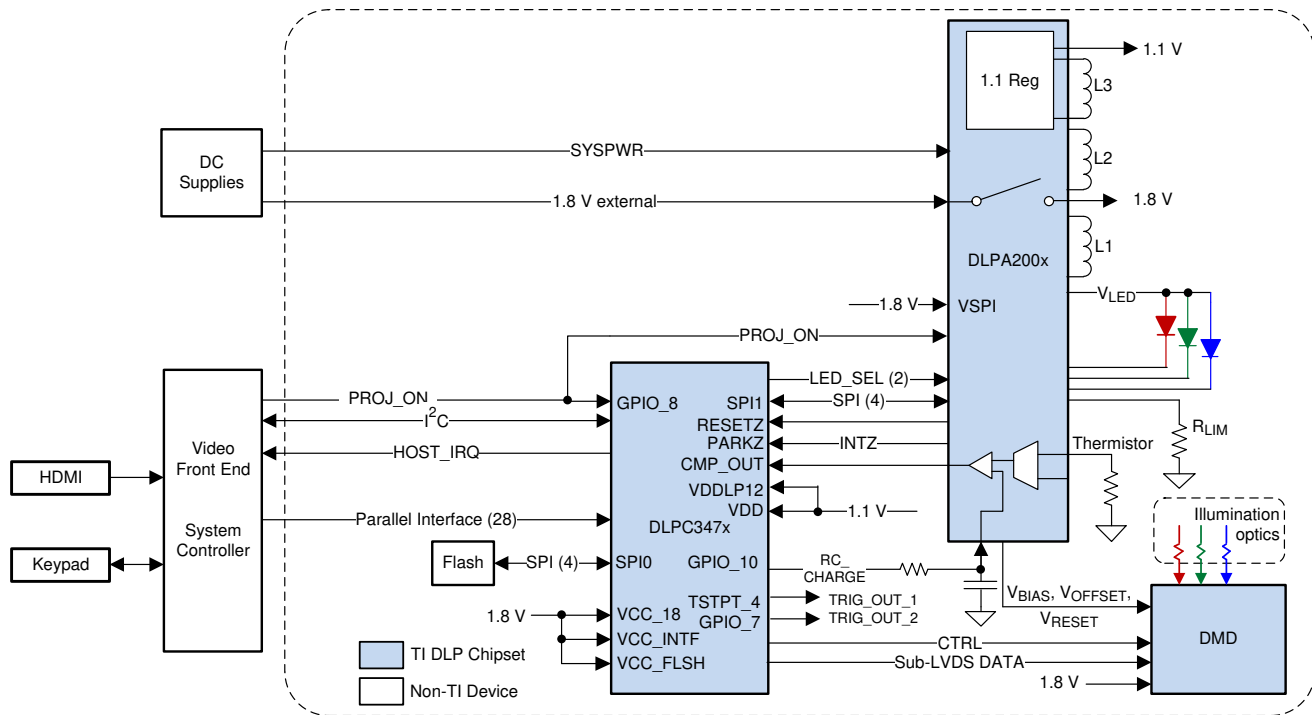 1.1 V
1.1 Reg
L3
DC
Supplies
SYSPWR
L2
1.8 V external
1.8 V
L1
DLPA200x
VLED
1.8 V
VSPI
PROJ_ON
LED_SEL (2)
PROJ_ON
GPIO_8
SPI1
SPI (4)
I2C
RESETZ
RLIM
Video
Front End
HOST_IRQ
PARKZ
INTZ
Thermistor
HDMI
CMP_OUT
VDDLP12
VDD
1.1 V
System
Controller
Parallel Interface (28)
DLPC347x
Illumination
optics
Keypad
Flash
SPI (4)
SPI0
GPIO_10
RC_
CHARGE
VBIAS, VOFFSET,
VRESET
TSTPT_4
TRIG_OUT_1
1.8 V
VCC_18
GPIO_7
TRIG_OUT_2
VCC_INTF
CTRL
DMD
TI DLP Chipset
VCC_FLSH
Sub-LVDS DATA
Non-TI Device
1.8 V